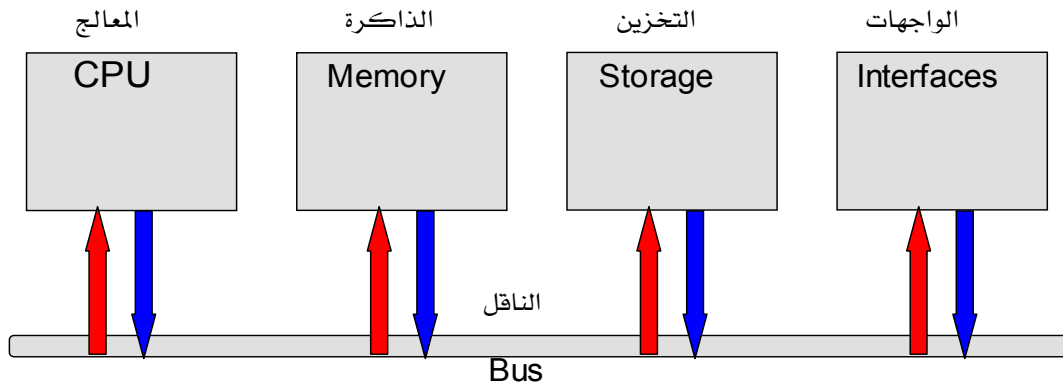 المعالج
الذاكرة
التخزين
الواجهات
CPU
Memory
Storage
Interfaces
الناقل
Bus